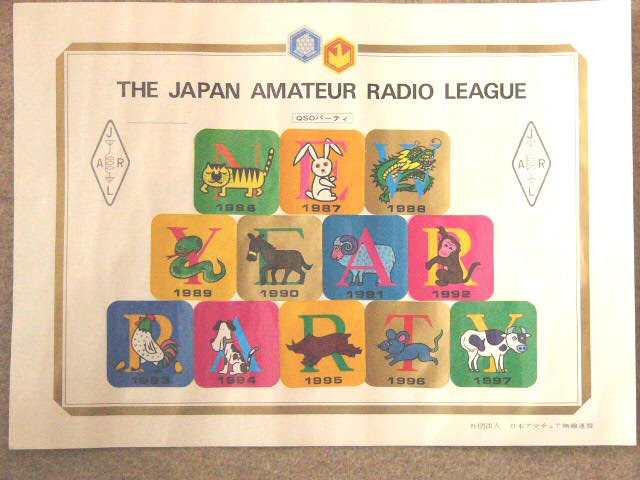 THE JAPAN AMATEUR RADIO LEAGUE
QSOパーティ
J A R L
J A R L
N E W
1986 1987 1988
Y E A R
1989 1990 1991 1992
P A R T Y
1993 1994 1995 1996 1997
社団法人 日本アマチュア無線連盟